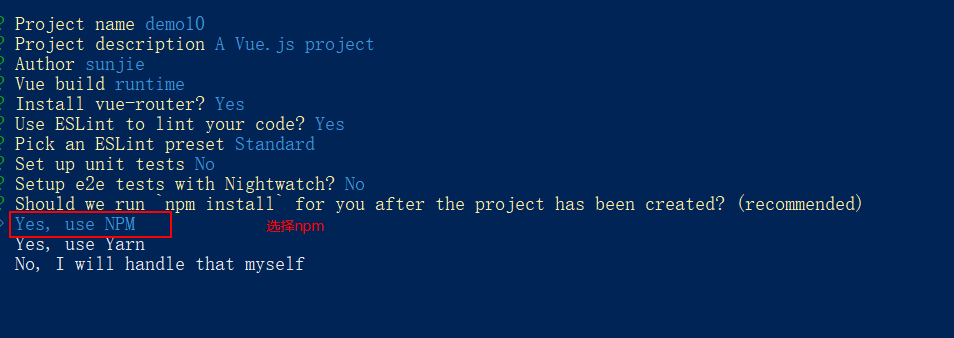 ? Project name demo10
? Project description A Vue.js project
? Author sunjie
? Vue build runtime
? Install vue-router? Yes
? Use ESLint to lint your code? Yes
? Pick an ESLint preset Standard
? Set up unit tests No
? Setup e2e tests with Nightwatch? No
? Should we run `npm install` for you after the project has been created? (recommended)
> Yes, use NPM 选择npm
Yes, use Yarn
No, I will handle that myself